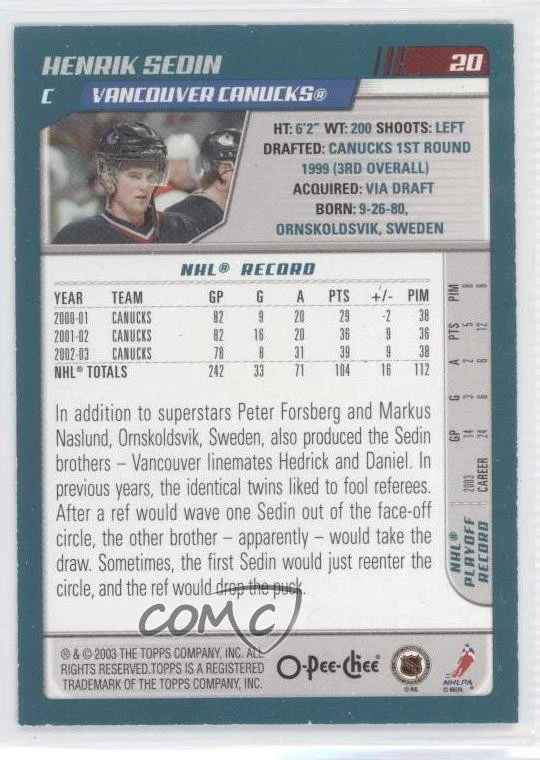 HENRIK SEDIN
20
C VANCOUVER CANUCKS®
HT: 6'2" WT: 200 SHOOTS: LEFT
DRAFTED: CANUCKS 1ST ROUND
1999 (3RD OVERALL)
ACQUIRED: VIA DRAFT
BORN: 9-26-80,
ORNSKOLDSVIK, SWEDEN
NHL® RECORD
YEAR TEAM GP G A PTS +/- PIM
2000-01 CANUCKS 82 9 20 29 -2 38
2001-02 CANUCKS 82 16 20 36 9 36
2002-03 CANUCKS 78 8 31 39 9 38
NHL® TOTALS 242 33 71 104 16 112
NHL®
PLAYOFF
RECORD
GP G A PTS PIM
2003 14 3 2 5 8
CAREER 24 6 6 12 8
In addition to superstars Peter Forsberg and Markus
Naslund, Ornskoldsvik, Sweden, also produced the Sedin
brothers – Vancouver linemates Hedrick and Daniel. In
previous years, the identical twins liked to fool referees.
After a ref would wave one Sedin out of the face-off
circle, the other brother – apparently – would take the
draw. Sometimes, the first Sedin would just reenter the
circle, and the ref would drop the puck.
COMC
® & © 2003 THE TOPPS COMPANY, INC. ALL
RIGHTS RESERVED.TOPPS IS A REGISTERED
TRADEMARK OF THE TOPPS COMPANY, INC.
O-Pee-Chee®
NHLPA